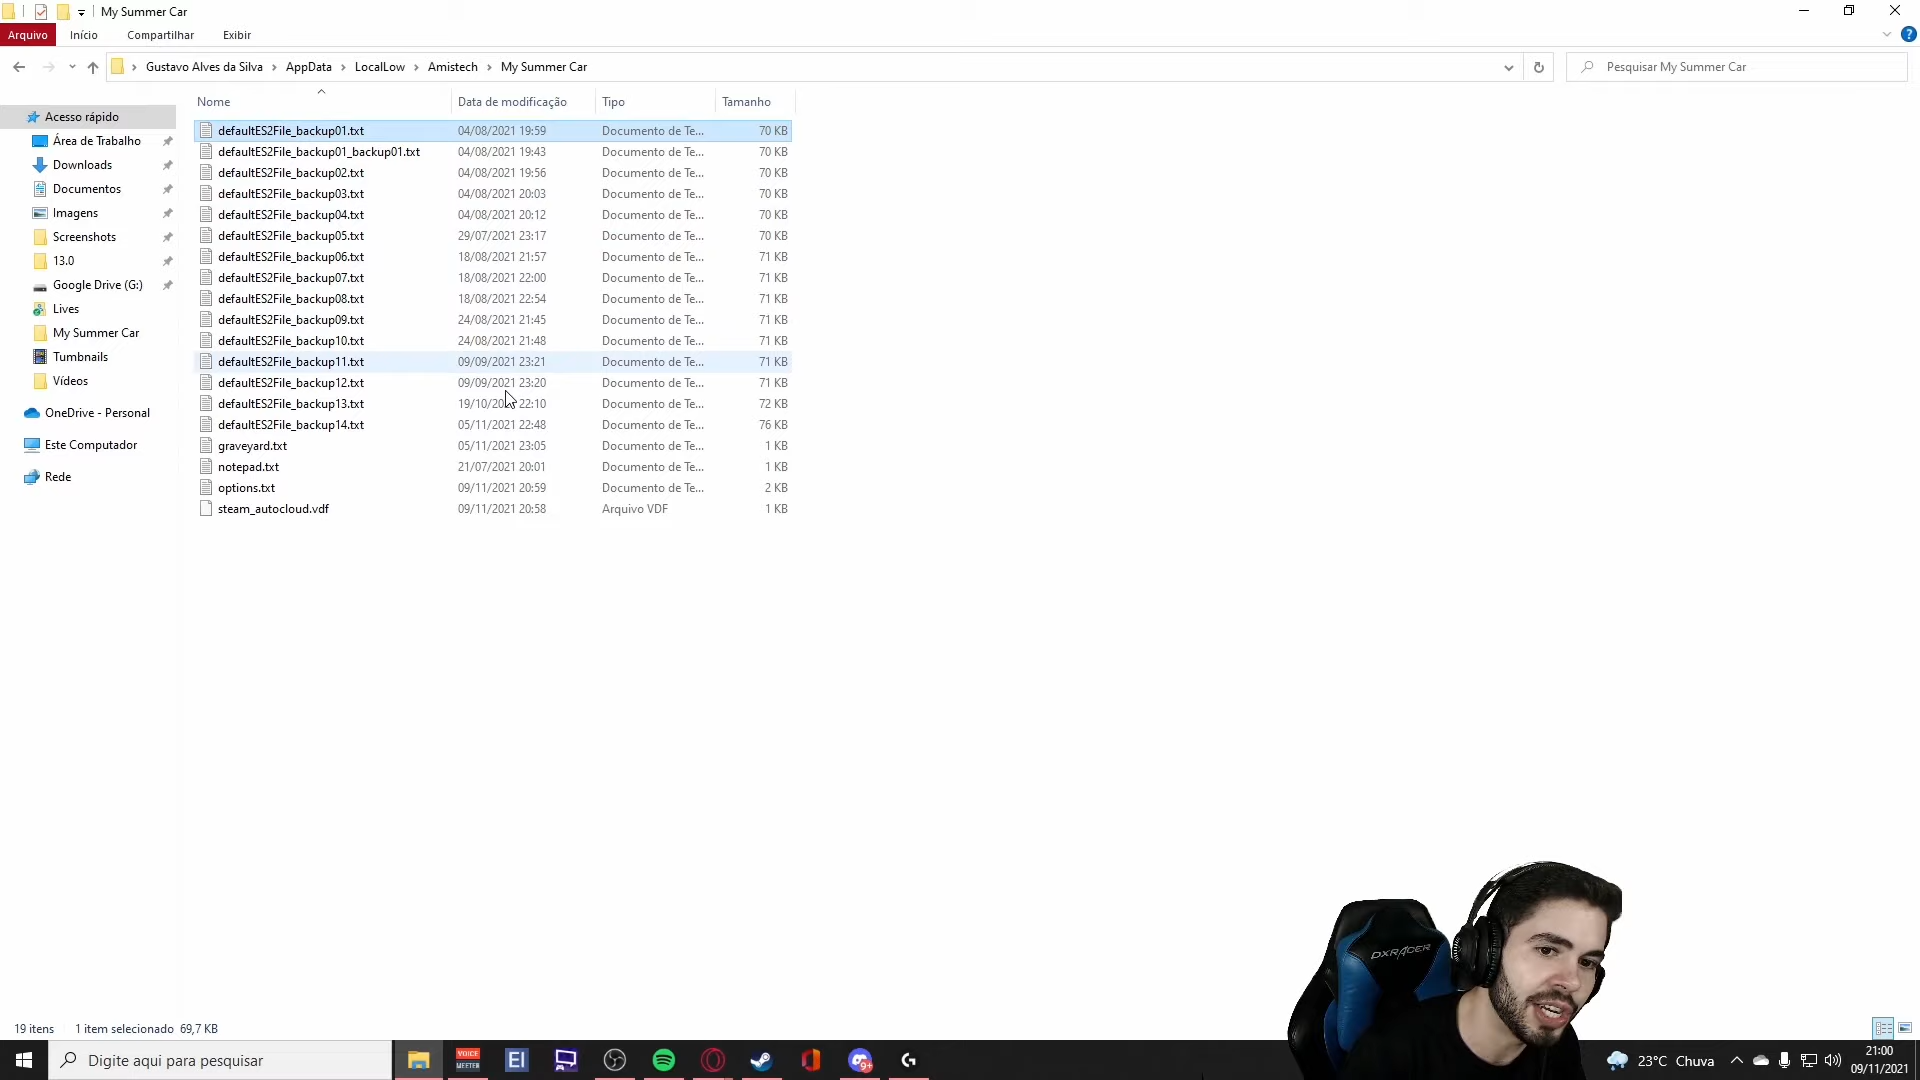 My Summer Car
Arquivo Início Compartilhar Exibir
Gustavo Alves da Silva › AppData › LocalLow › Amistech › My Summer Car
Pesquisar My Summer Car
Nome Data de modificação Tipo Tamanho
Acesso rápido
Área de Trabalho
Downloads
Documentos
Imagens
Screenshots
13.0
Google Drive (G:)
Lives
My Summer Car
Tumbnails
Vídeos
OneDrive - Personal
Este Computador
Rede
defaultES2File_backup01.txt 04/08/2021 19:59 Documento de Te... 70 KB
defaultES2File_backup01_backup01.txt 04/08/2021 19:43 Documento de Te... 70 KB
defaultES2File_backup02.txt 04/08/2021 19:56 Documento de Te... 70 KB
defaultES2File_backup03.txt 04/08/2021 20:03 Documento de Te... 70 KB
defaultES2File_backup04.txt 04/08/2021 20:12 Documento de Te... 70 KB
defaultES2File_backup05.txt 29/07/2021 23:17 Documento de Te... 70 KB
defaultES2File_backup06.txt 18/08/2021 21:57 Documento de Te... 71 KB
defaultES2File_backup07.txt 18/08/2021 22:00 Documento de Te... 71 KB
defaultES2File_backup08.txt 18/08/2021 22:54 Documento de Te... 71 KB
defaultES2File_backup09.txt 24/08/2021 21:45 Documento de Te... 71 KB
defaultES2File_backup10.txt 24/08/2021 21:48 Documento de Te... 71 KB
defaultES2File_backup11.txt 09/09/2021 23:21 Documento de Te... 71 KB
defaultES2File_backup12.txt 09/09/2021 23:20 Documento de Te... 71 KB
defaultES2File_backup13.txt 22:10 Documento de Te... 72 KB
defaultES2File_backup14.txt 05/11/2021 22:48 Documento de Te... 76 KB
graveyard.txt 05/11/2021 23:05 Documento de Te... 1 KB
notepad.txt 21/07/2021 20:01 Documento de Te... 1 KB
options.txt 09/11/2021 20:59 Documento de Te... 2 KB
steam_autocloud.vdf 09/11/2021 20:58 Arquivo VDF 1 KB
DXRACER
19 itens 1 item selecionado 69,7 KB
Digite aqui para pesquisar
VOICE
MEETER
EI
9+
23°C Chuva
21:00
09/11/2021